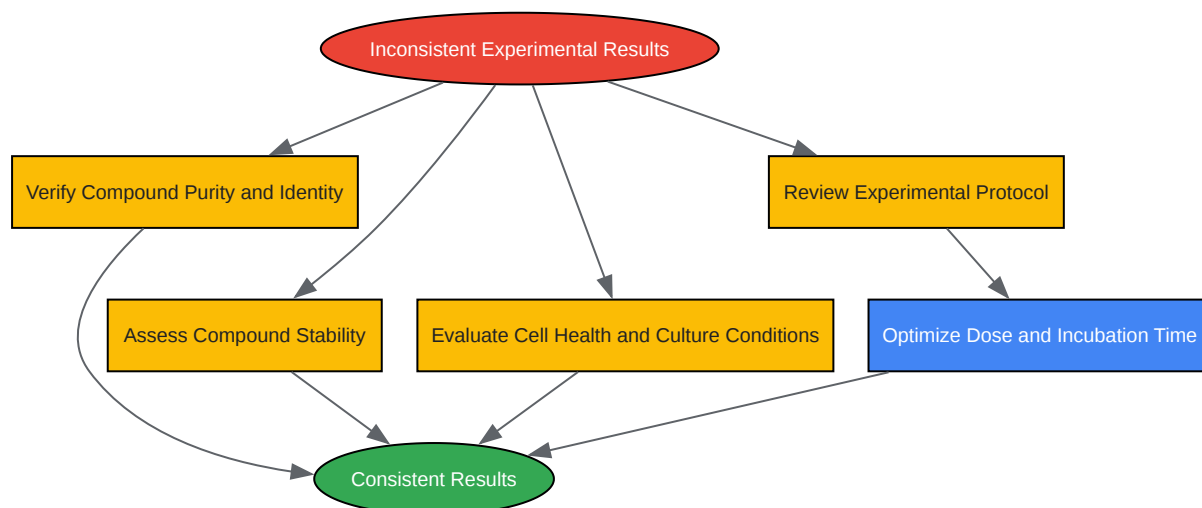 Inconsistent Experimental Results
Verify Compound Purity and Identity
Review Experimental Protocol
Assess Compound Stability
Evaluate Cell Health and Culture Conditions
Optimize Dose and Incubation Time
Consistent Results